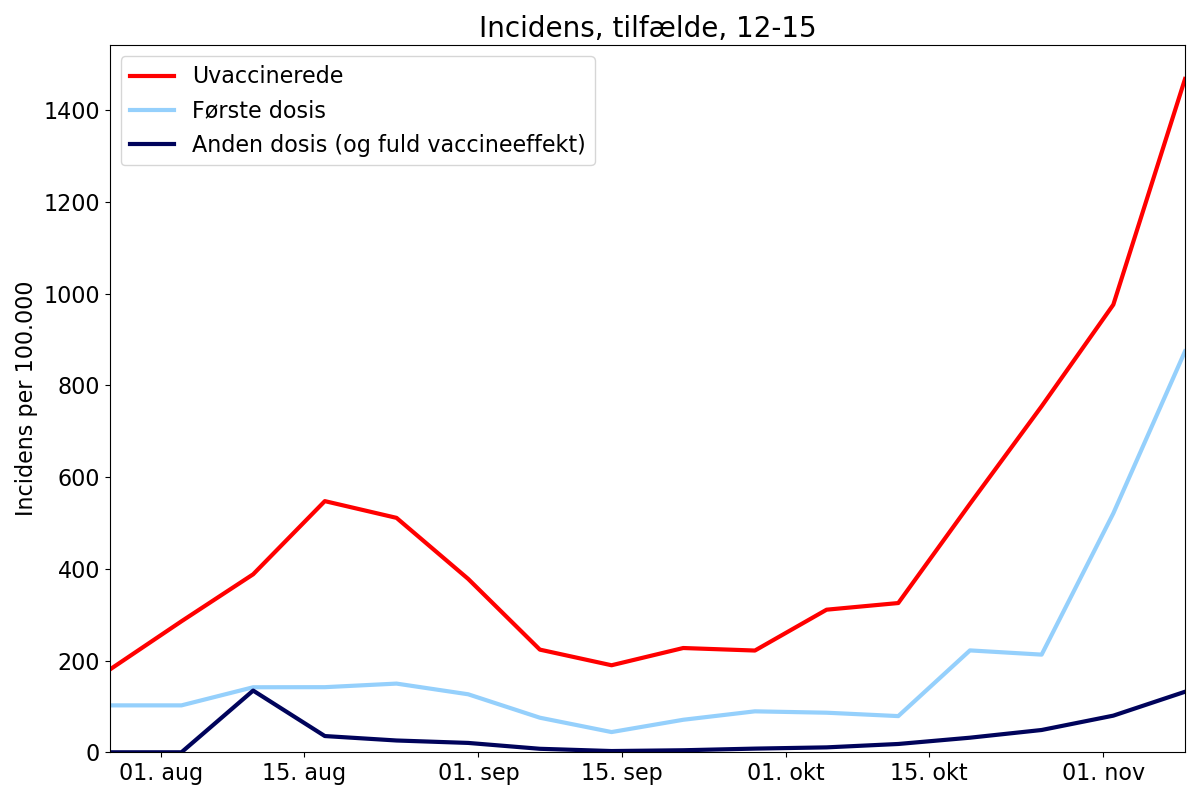 Incidens, tilfælde, 12-15
Uvaccinerede
Første dosis
Anden dosis (og fuld vaccineeffekt)
Incidens per 100.000
1400
1200
1000
800
600
400
200
0
01. aug
15. aug
01. sep
15. sep
01. okt
15. okt
01. nov